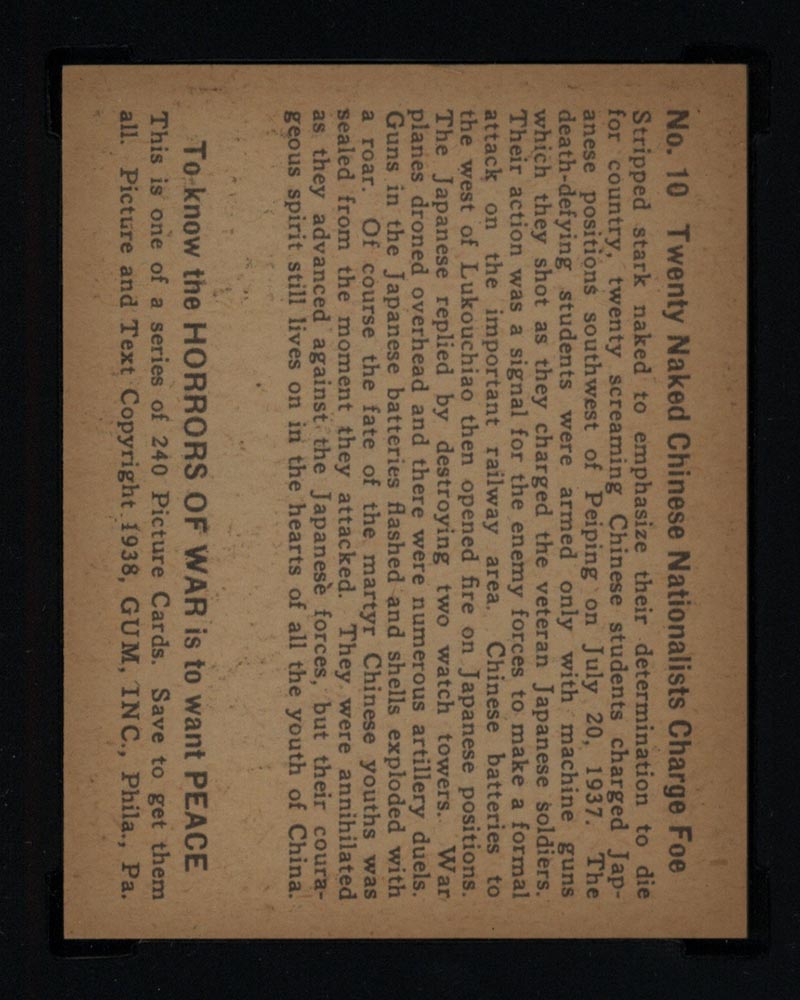 No. 10 Twenty Naked Chinese Nationalists Charge Foe
Stripped stark naked to emphasize their determination to die
for country, twenty screaming Chinese students charged Jap-
anese positions southwest of Peiping on July 20, 1937. The
death-defying students were armed only with machine guns
which they shot as they charged the veteran Japanese soldiers.
Their action was a signal for the enemy forces to make a formal
attack on the important railway area. Chinese batteries to
the west of Lukouchiao then opened fire on Japanese positions.
The Japanese replied by destroying two watch towers. War
planes droned overhead and there were numerous artillery duels.
Guns in the Japanese batteries flashed and shells exploded with
a roar. Of course the fate of the martyr Chinese youths was
sealed from the moment they attacked. They were annihilated
as they advanced against the Japanese forces, but their coura-
geous spirit still lives on in the hearts of all the youth of China.
To know the HORRORS OF WAR is to want PEACE
This is one of a series of 240 Picture Cards. Save to get them
all. Picture and Text Copyright 1938, GUM, INC., Phila., Pa.